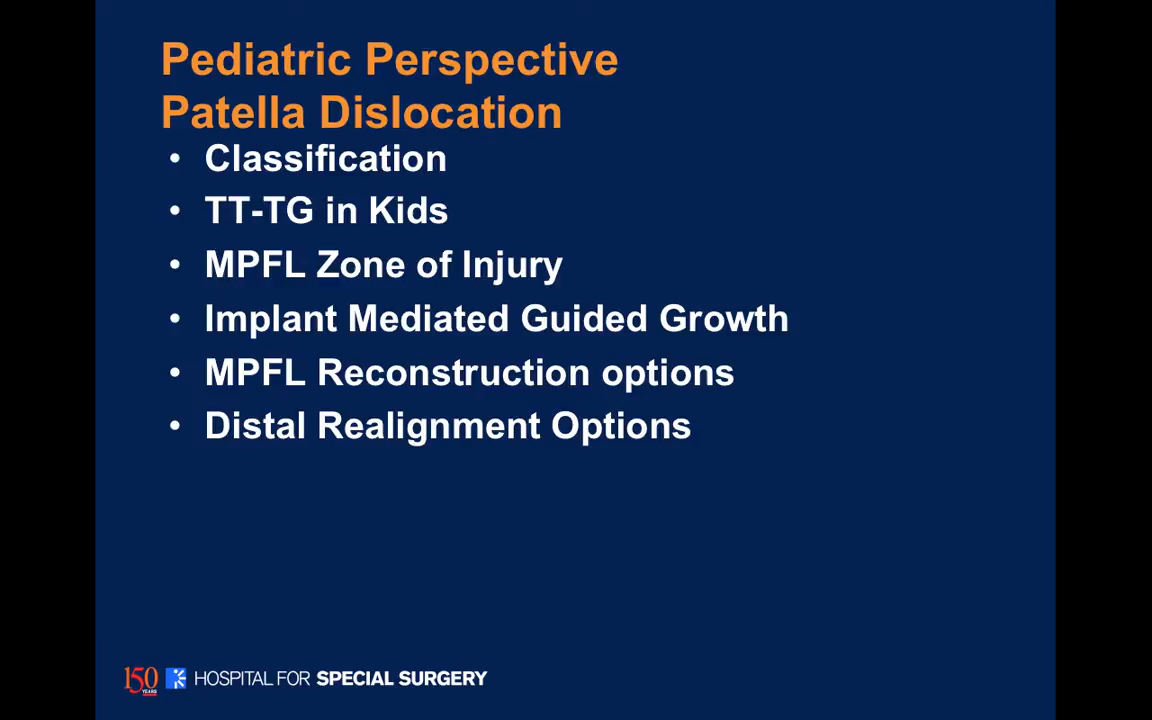 Pediatric Perspective
Patella Dislocation
• Classification
• TT-TG in Kids
• MPFL Zone of Injury
• Implant Mediated Guided Growth
• MPFL Reconstruction options
• Distal Realignment Options
150 YEARS HOSPITAL FOR SPECIAL SURGERY